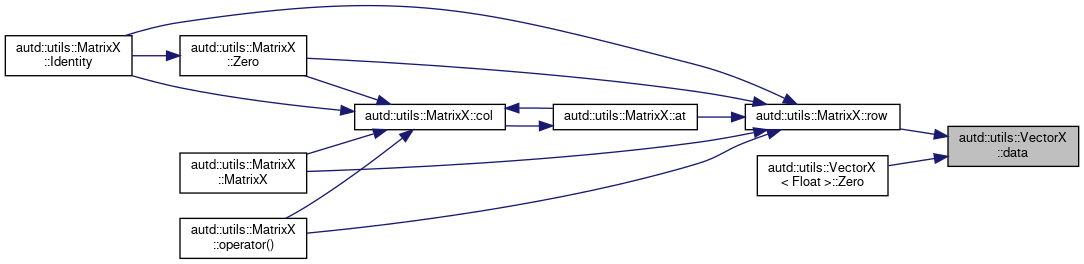 autd::utils::MatrixX
::Identity
autd::utils::MatrixX
::Zero
autd::utils::MatrixX::col
autd::utils::MatrixX::at
autd::utils::MatrixX::row
autd::utils::VectorX
::data
autd::utils::MatrixX
::MatrixX
autd::utils::VectorX
< Float >::Zero
autd::utils::MatrixX
::operator()